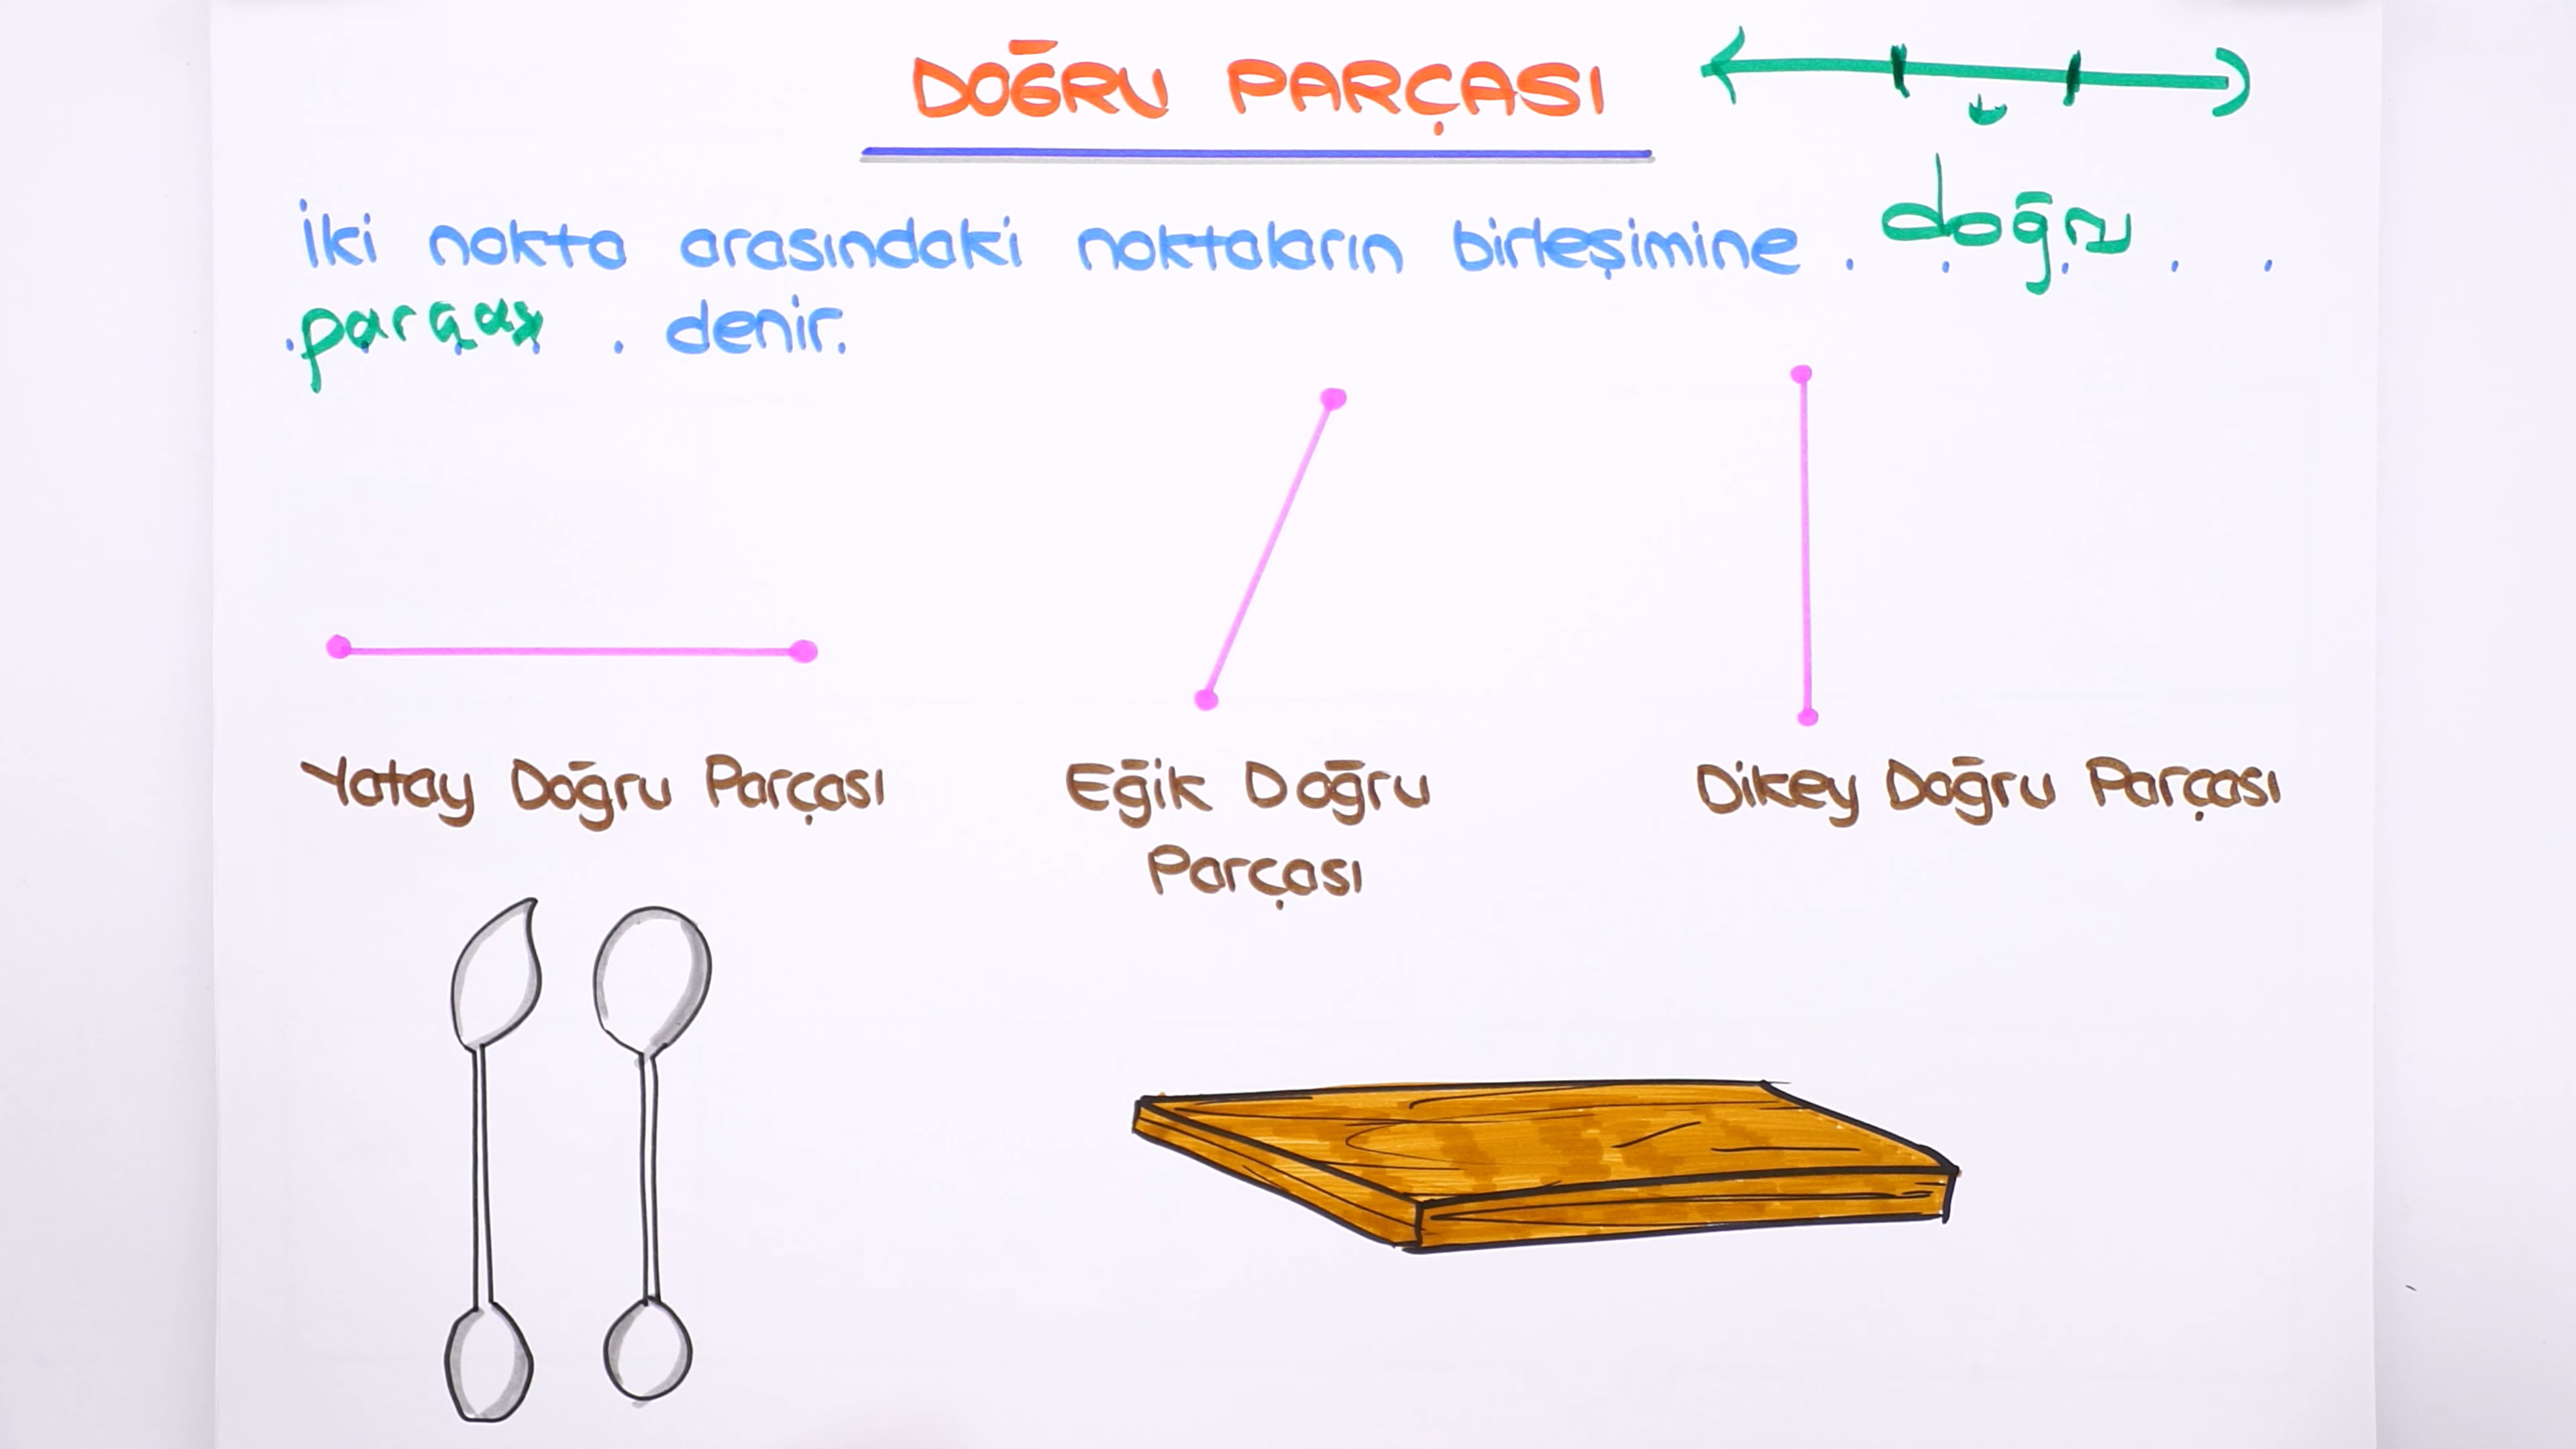 DOĞRU PARÇASI
İki nokta arasındaki noktaların birleşimine . doğru . .
. parçası . denir.
Yatay Doğru Parçası
Eğik Doğru
Parçası
Dikey Doğru Parçası